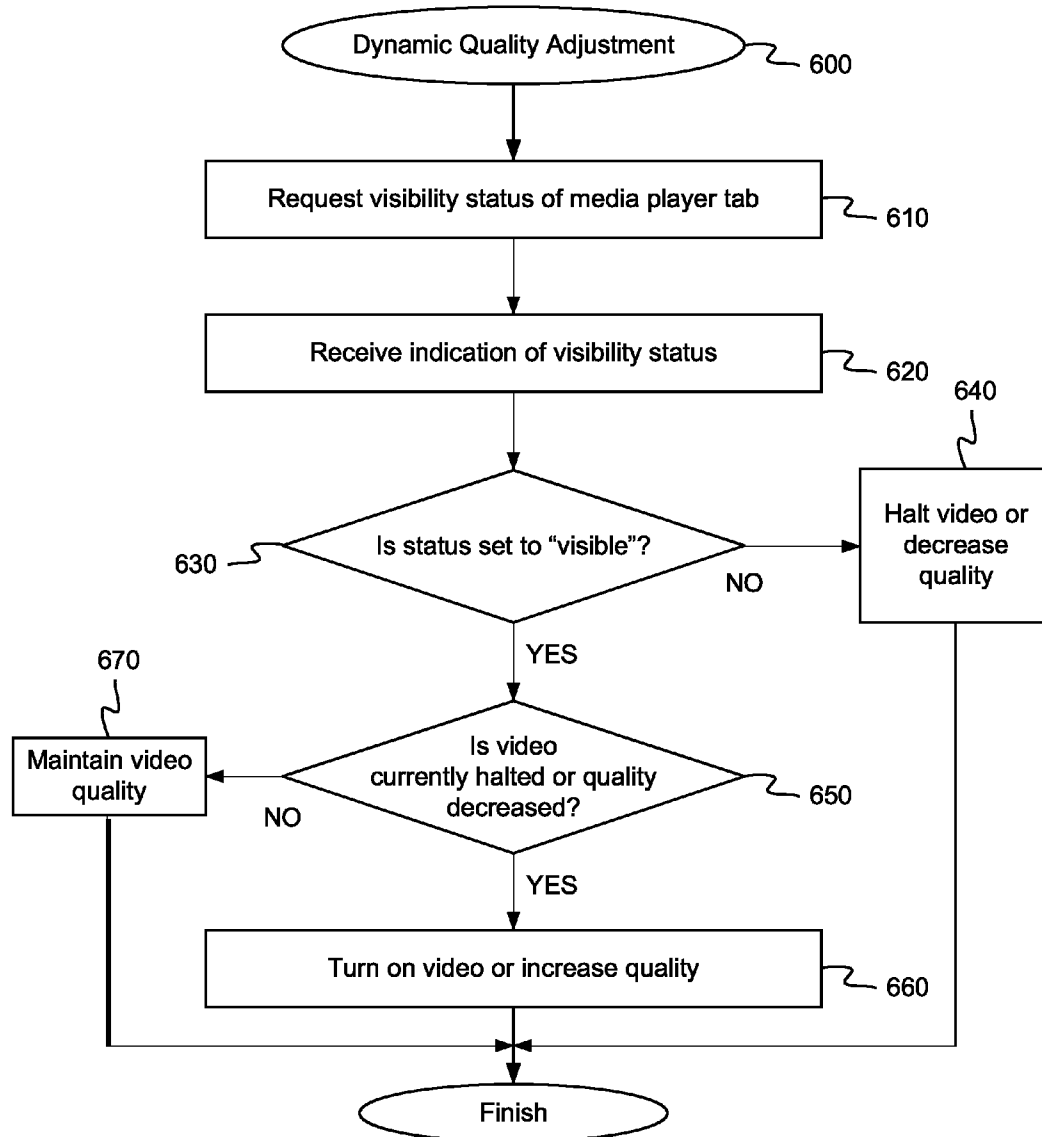 Dynamic Quality Adjustment
600
Request visibility status of media player tab
610
Receive indication of visibility status
620
640
Halt video or
decrease
quality
Is status set to “visible”?
630
NO
YES
670
Maintain video
quality
Is
video
currently halted or quality
decreased?
650
NO
YES
Turn on video or increase quality
660
Finish